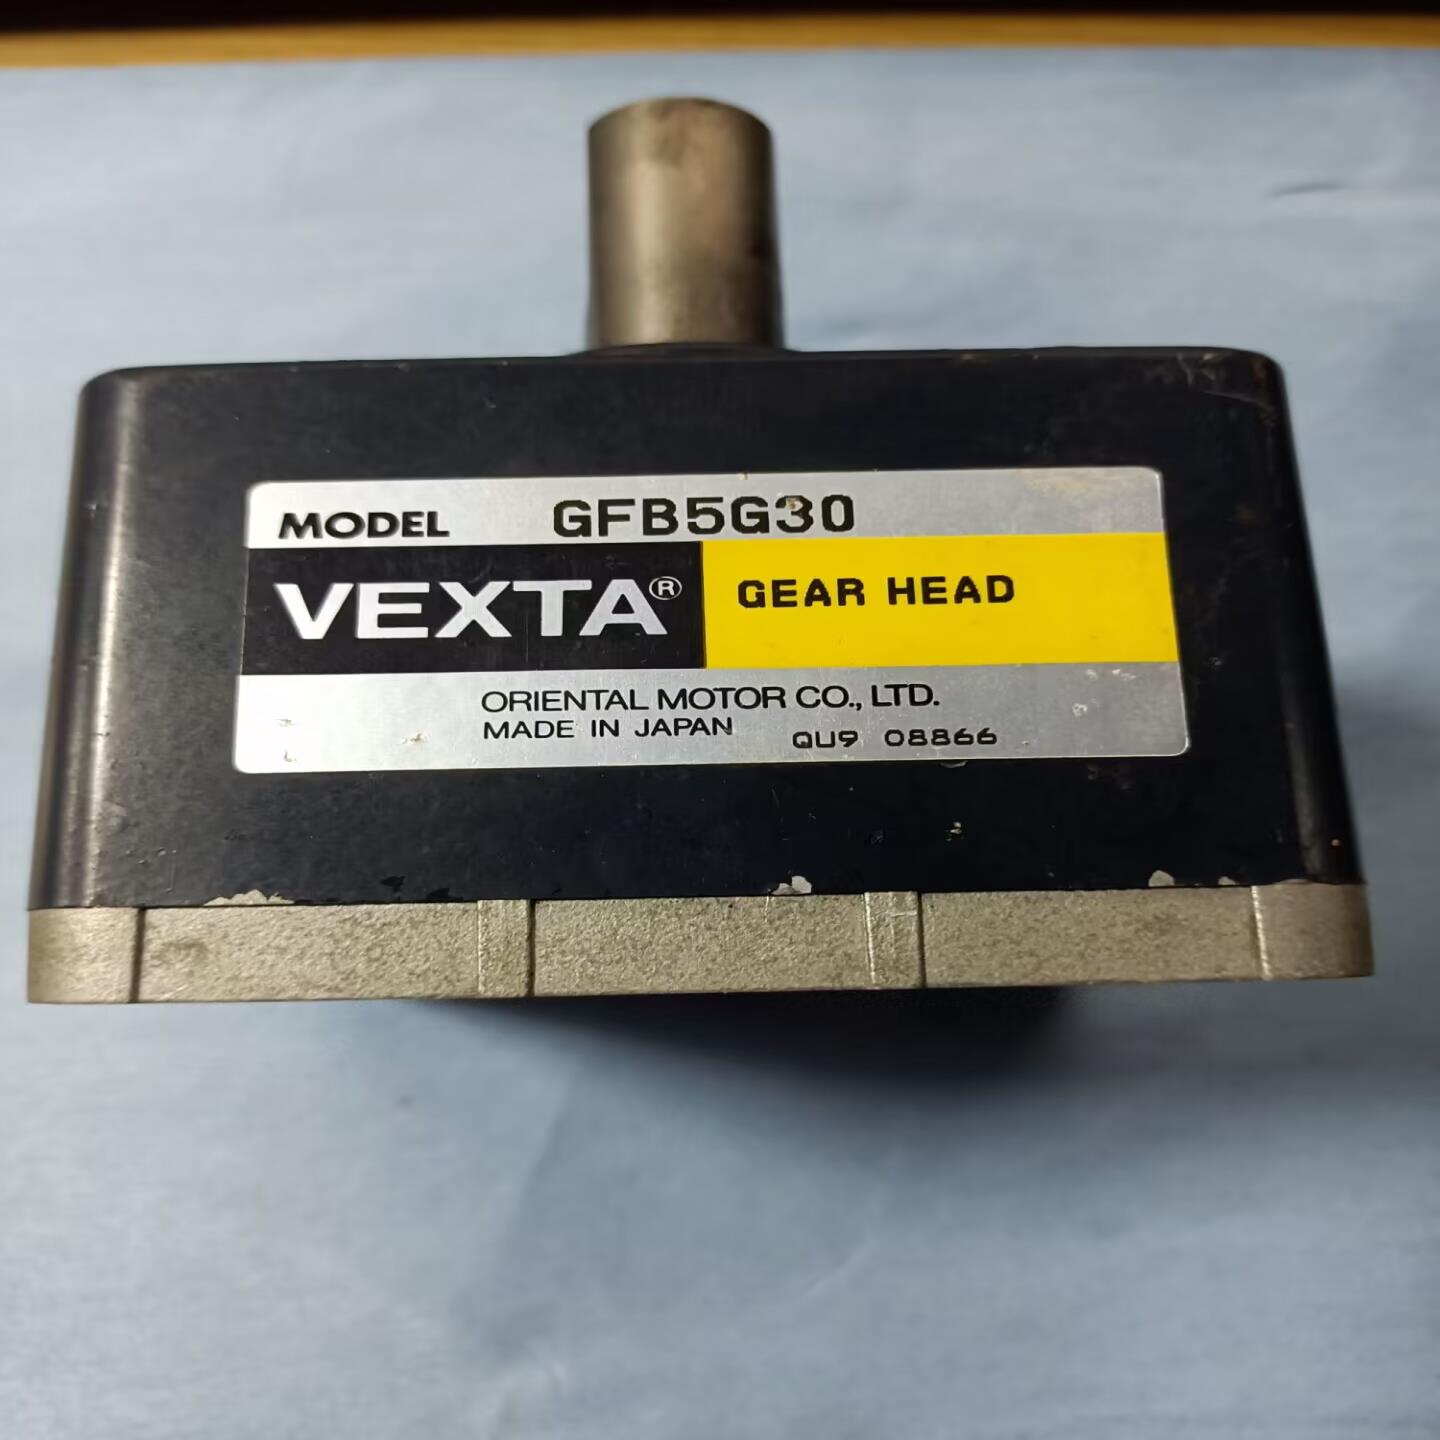 MODEL GFB5G30
VEXTA®
GEAR HEAD
ORIENTAL MOTOR CO., LTD.
MADE IN JAPAN QU9 08866